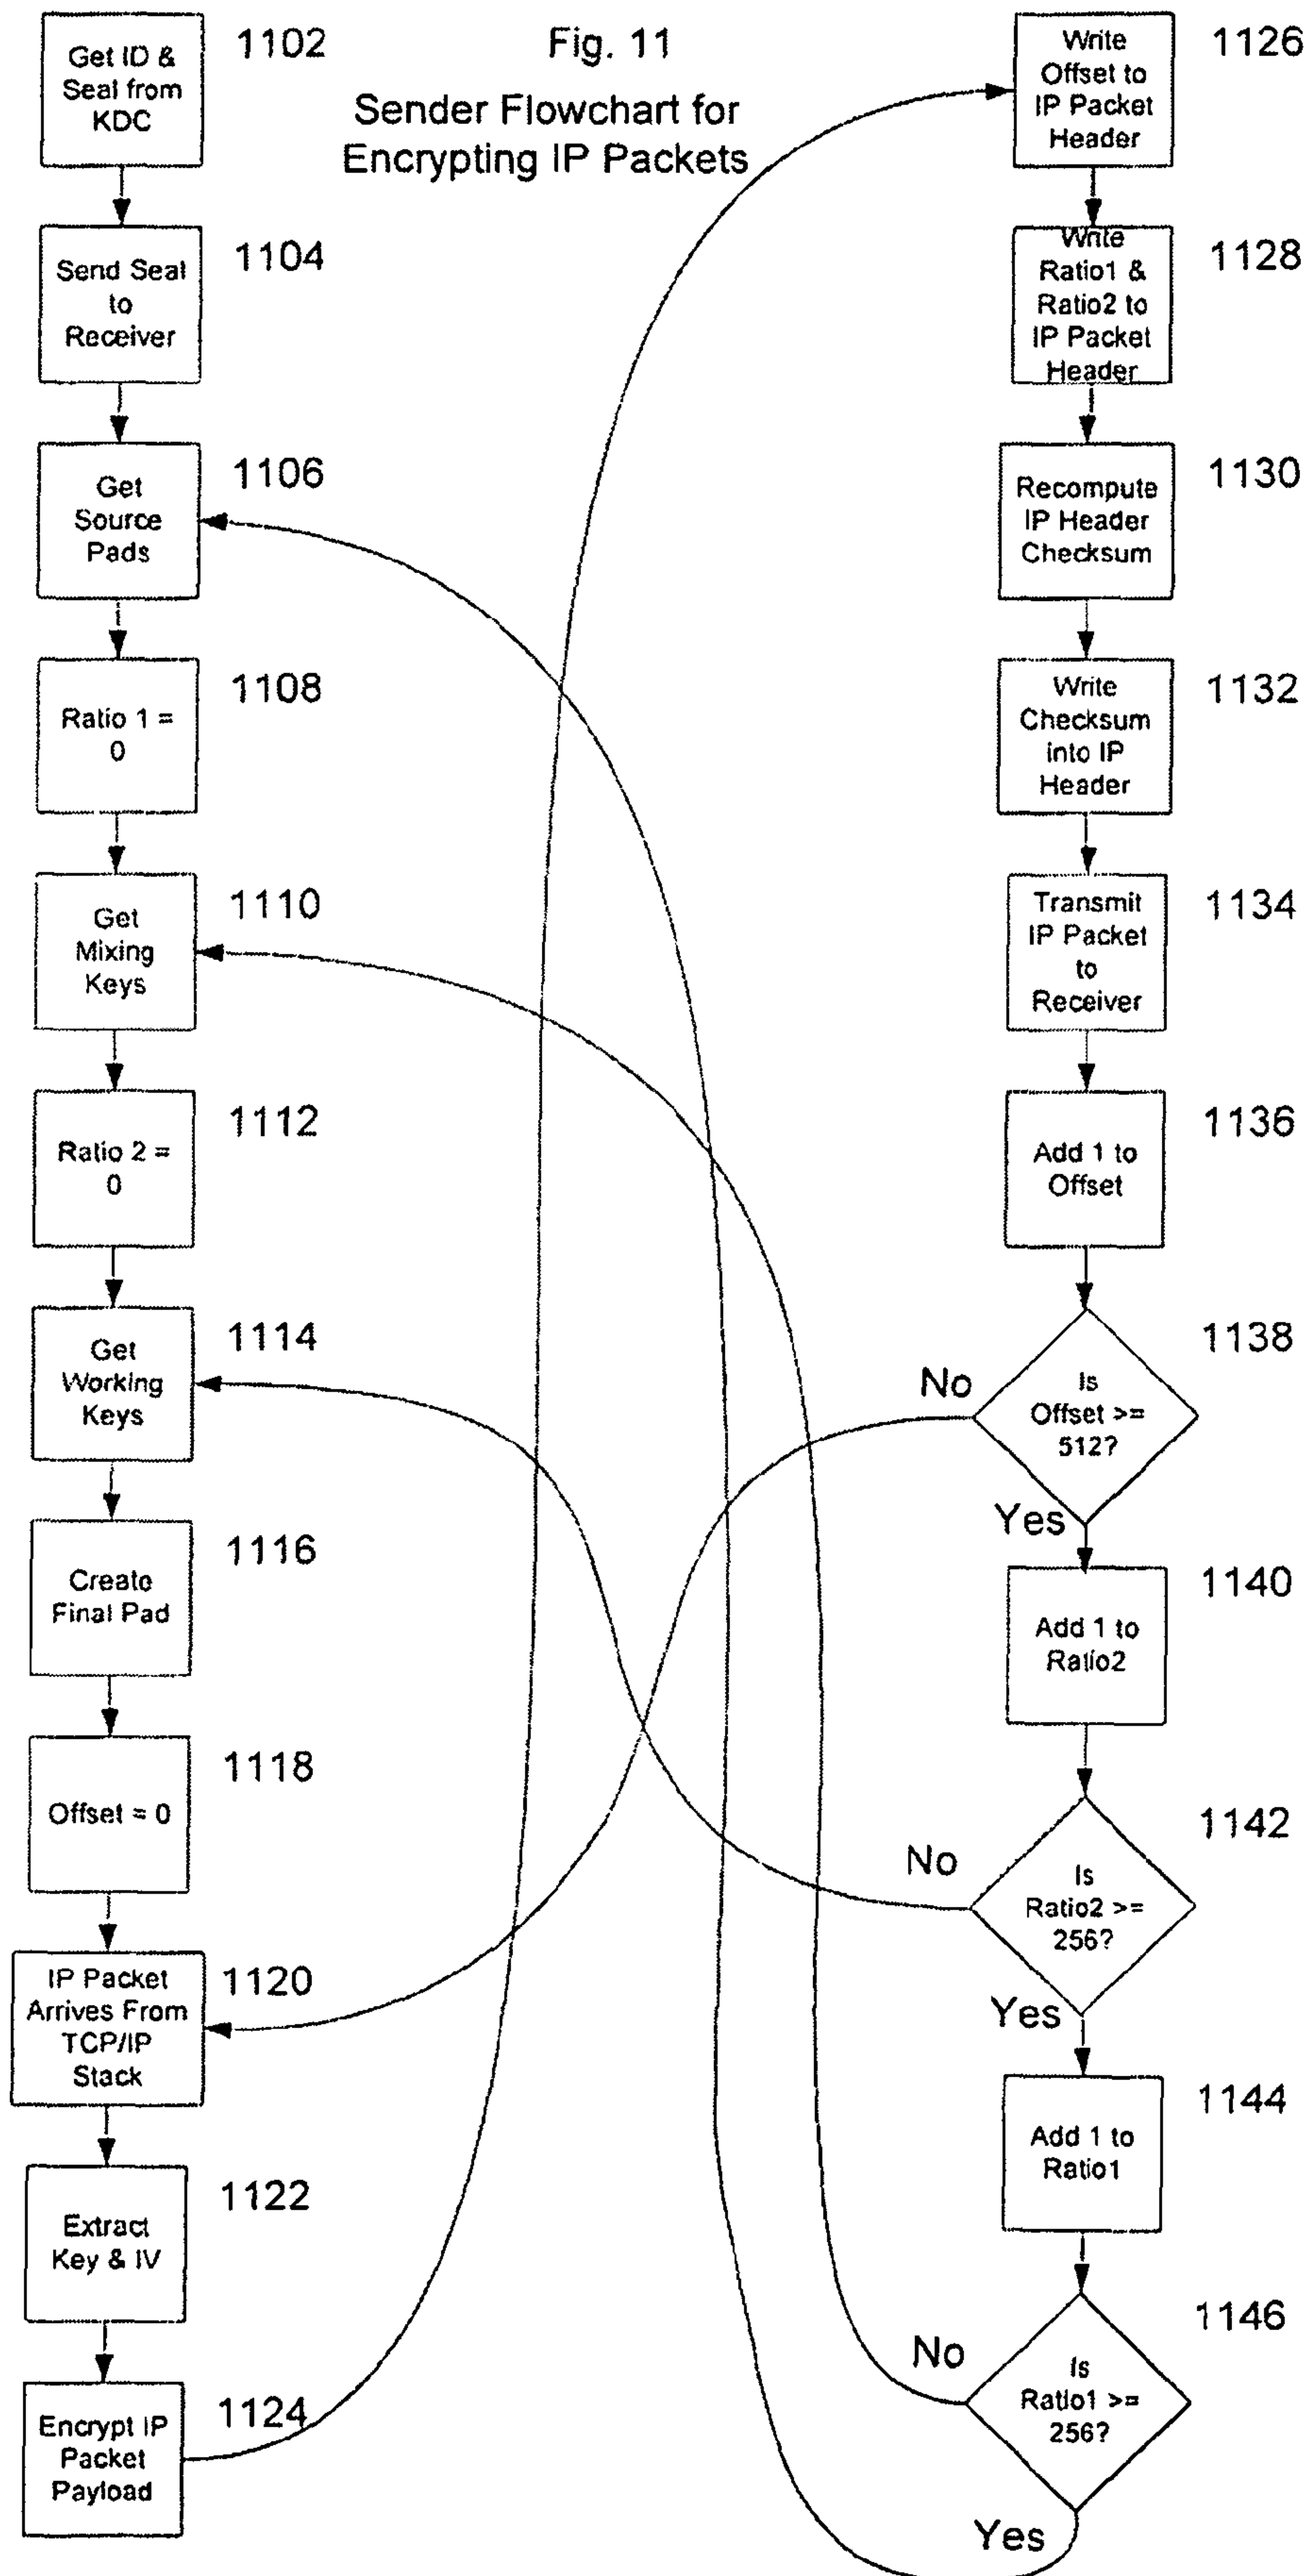 Fig. 11
Sender Flowchart for
Encrypting IP Packets
1102
Get ID &
Seal from
KDC
1104
Send Seal
to
Receiver
1106
Get
Source
Pads
1108
Ratio 1 =
0
1110
Get
Mixing
Keys
1112
Ratio 2 =
0
1114
Get
Working
Keys
1116
Create
Final Pad
1118
Offset = 0
1120
IP Packet
Arrives From
TCP/IP
Stack
1122
Extract
Key & IV
1124
Encrypt IP
Packet
Payload
1126
Write
Offset to
IP Packet
Header
1128
Write
Ratio1 &
Ratio2 to
IP Packet
Header
1130
Recompute
IP Header
Checksum
1132
Write
Checksum
into IP
Header
1134
Transmit
IP Packet
to
Receiver
1136
Add 1 to
Offset
1138
No
Is
Offset >=
512?
Yes
1140
Add 1 to
Ratio2
1142
No
Is
Ratio2 >=
256?
Yes
1144
Add 1 to
Ratio1
1146
No
Is
Ratio1 >=
256?
Yes